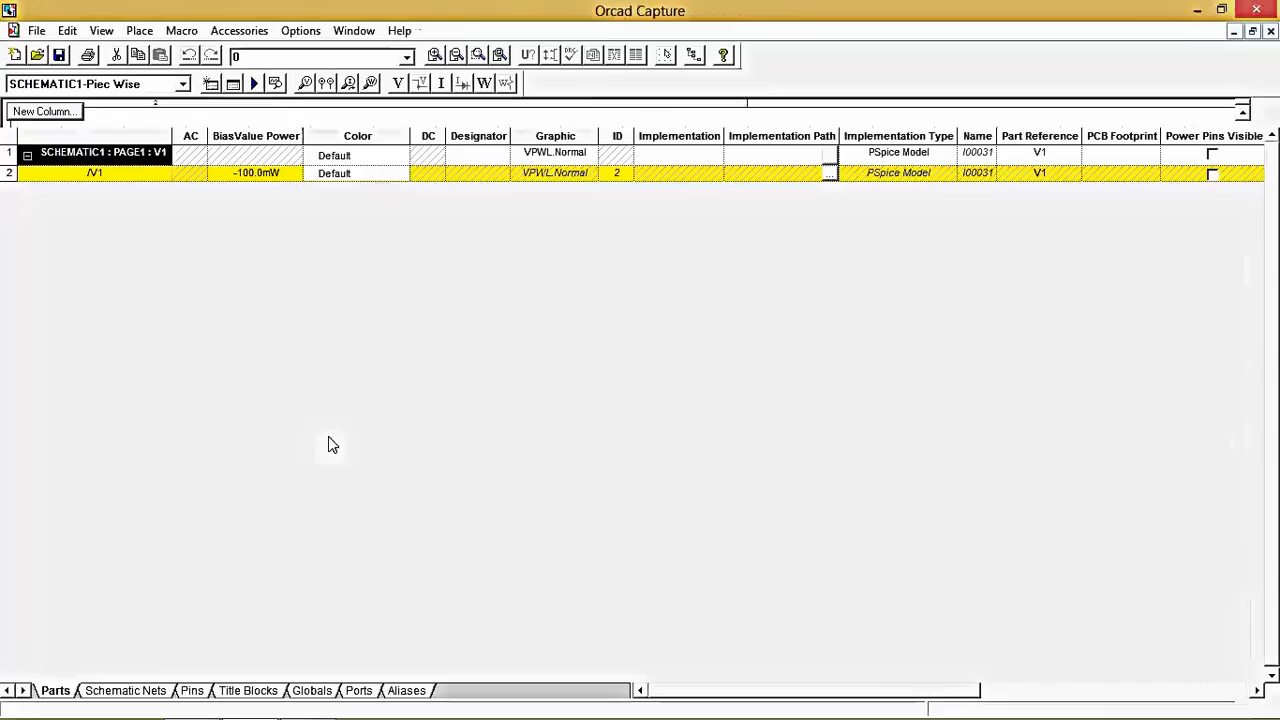 Orcad Capture
File Edit View Place Macro Accessories Options Window Help
0
U?
SCHEMATIC1-Piec Wise
V I W
2
New Column...
AC BiasValue Power Color DC Designator Graphic ID Implementation Implementation Path Implementation Type Name Part Reference PCB Footprint Power Pins Visible
1 SCHEMATIC1 : PAGE1 : V1 Default VPWL.Normal PSpice Model I00031 V1
2 /V1 -100.0mW Default VPWL.Normal 2 ... PSpice Model I00031 V1
Parts Schematic Nets Pins Title Blocks Globals Ports Aliases